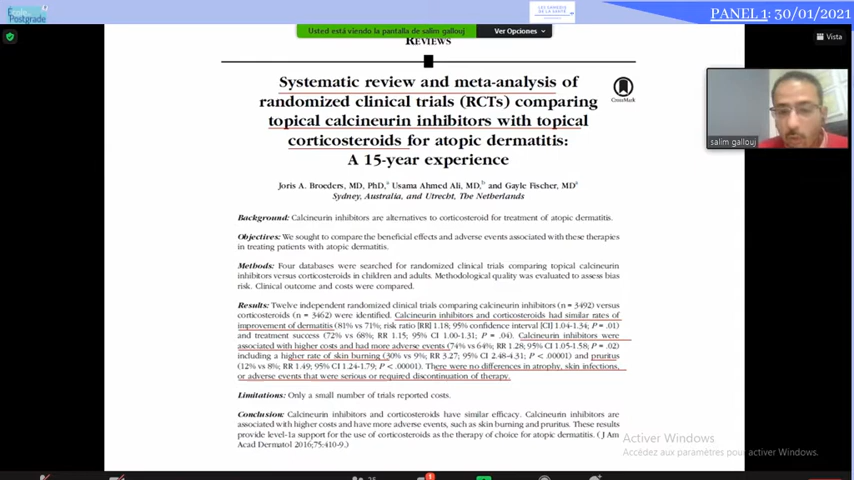 école
Postgrade
LES SAMEDIS
DE LA SANTÉ
PANEL 1: 30/01/2021
Usted está viendo la pantalla de salim gallouj
Ver Opciones
Vista
REVIEWS
Systematic review and meta-analysis of
randomized clinical trials (RCTs) comparing
topical calcineurin inhibitors with topical
corticosteroids for atopic dermatitis:
A 15-year experience
CrossMark
salim gallouj
Joris A. Broeders, MD, PhD,a Usama Ahmed Ali, MD,b and Gayle Fischer, MDa
Sydney, Australia, and Utrecht, The Netherlands
Background: Calcineurin inhibitors are alternatives to corticosteroid for treatment of atopic dermatitis.
Objectives: We sought to compare the beneficial effects and adverse events associated with these therapies
in treating patients with atopic dermatitis.
Methods: Four databases were searched for randomized clinical trials comparing topical calcineurin
inhibitors versus corticosteroids in children and adults. Methodological quality was evaluated to assess bias
risk. Clinical outcome and costs were compared.
Results: Twelve independent randomized clinical trials comparing calcineurin inhibitors (n = 3492) versus
corticosteroids (n = 3462) were identified. Calcineurin inhibitors and corticosteroids had similar rates of
improvement of dermatitis (81% vs 71%; risk ratio [RR] 1.18; 95% confidence interval [CI] 1.04-1.34; P = .01)
and treatment success (72% vs 68%; RR 1.15; 95% CI 1.00-1.31; P = .04). Calcineurin inhibitors were
associated with higher costs and had more adverse events (74% vs 64%; RR 1.28; 95% CI 1.05-1.58; P = .02)
including a higher rate of skin burning (30% vs 9%; RR 3.27; 95% CI 2.48-4.31; P < .00001) and pruritus
(12% vs 8%; RR 1.49; 95% CI 1.24-1.79; P < .00001). There were no differences in atrophy, skin infections,
or adverse events that were serious or required discontinuation of therapy.
Limitations: Only a small number of trials reported costs.
Conclusion: Calcineurin inhibitors and corticosteroids have similar efficacy. Calcineurin inhibitors are
associated with higher costs and have more adverse events, such as skin burning and pruritus. These results
provide level-1a support for the use of corticosteroids as the therapy of choice for atopic dermatitis. ( J Am
Acad Dermatol 2016;75:410-9.)
Activer Windows
Accédez aux paramètres pour activer Windows.